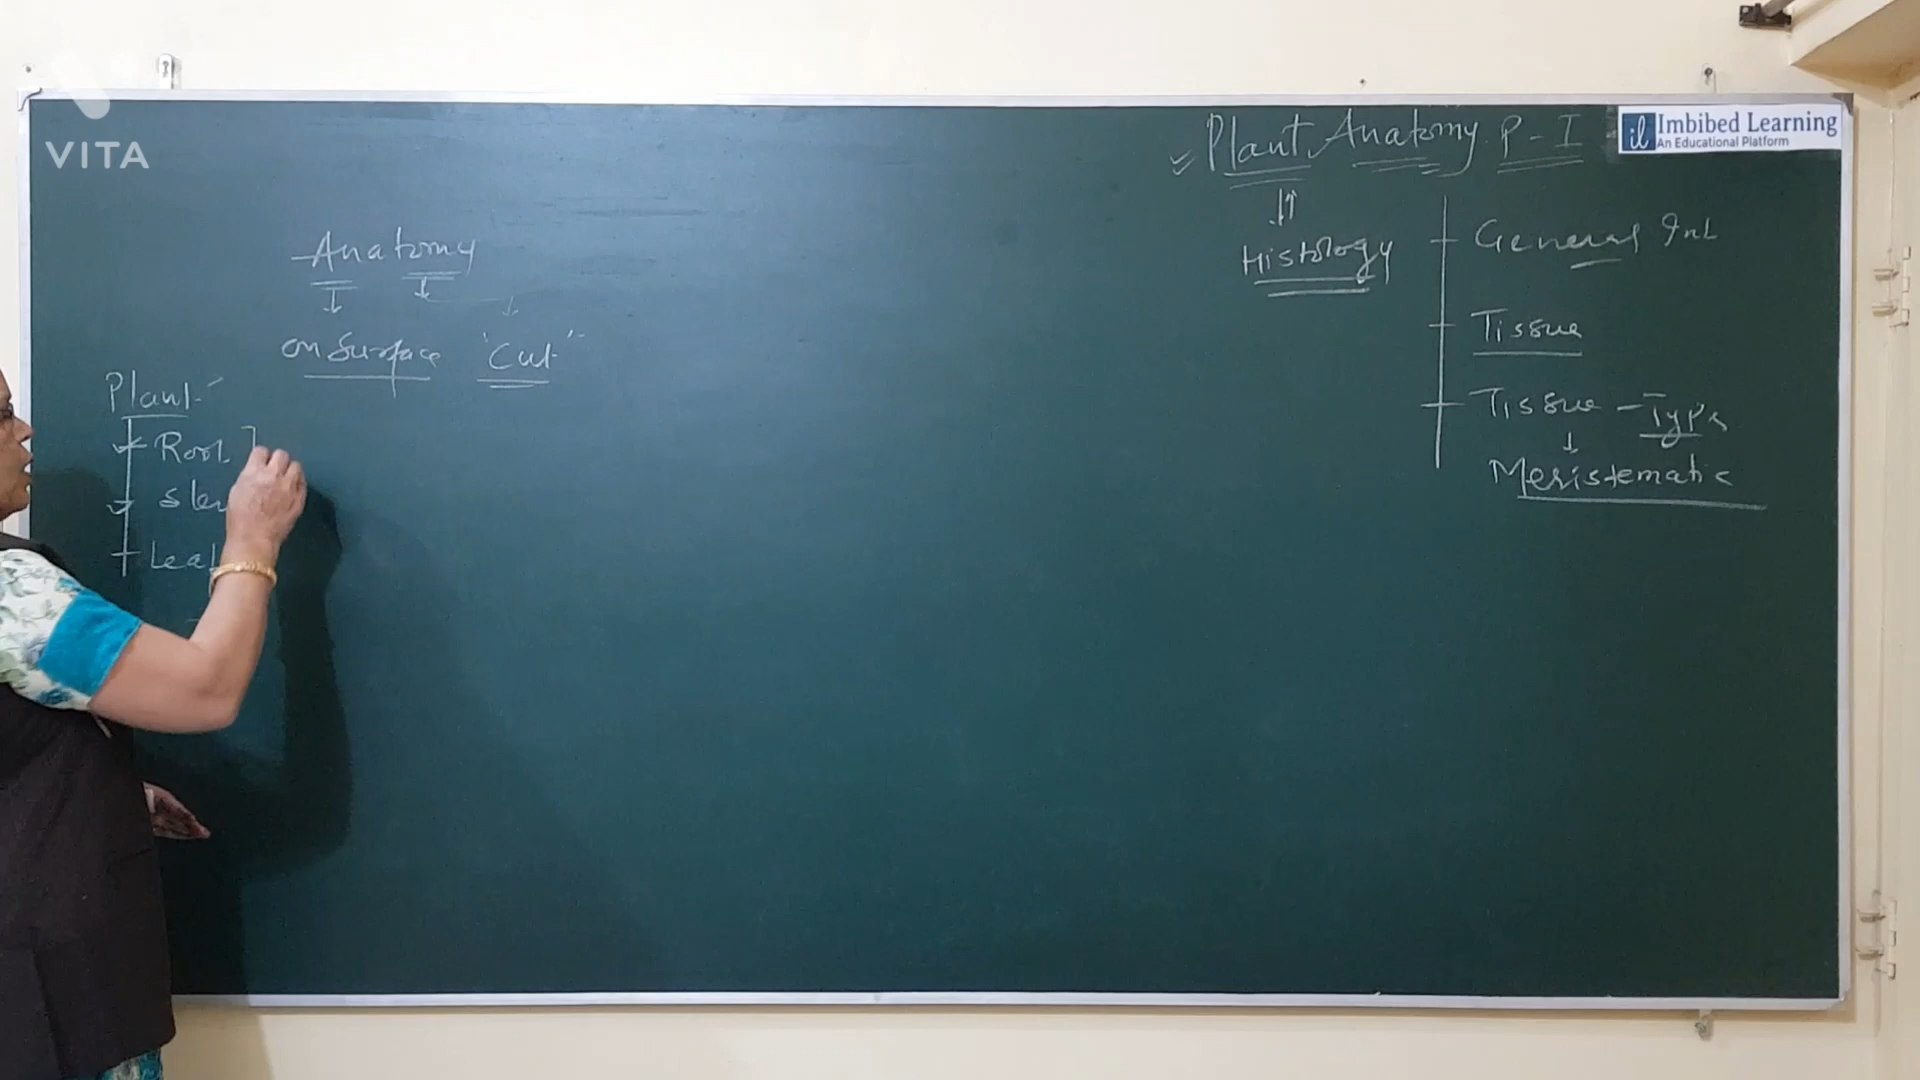 VITA
Plant Anatomy P-I
Imbibed Learning
An Educational Platform
Histology
General Int
Tissue
Tissue - Types
Meristematic
Anatomy
on Surface "Cut"
Plant
Root
Leaf